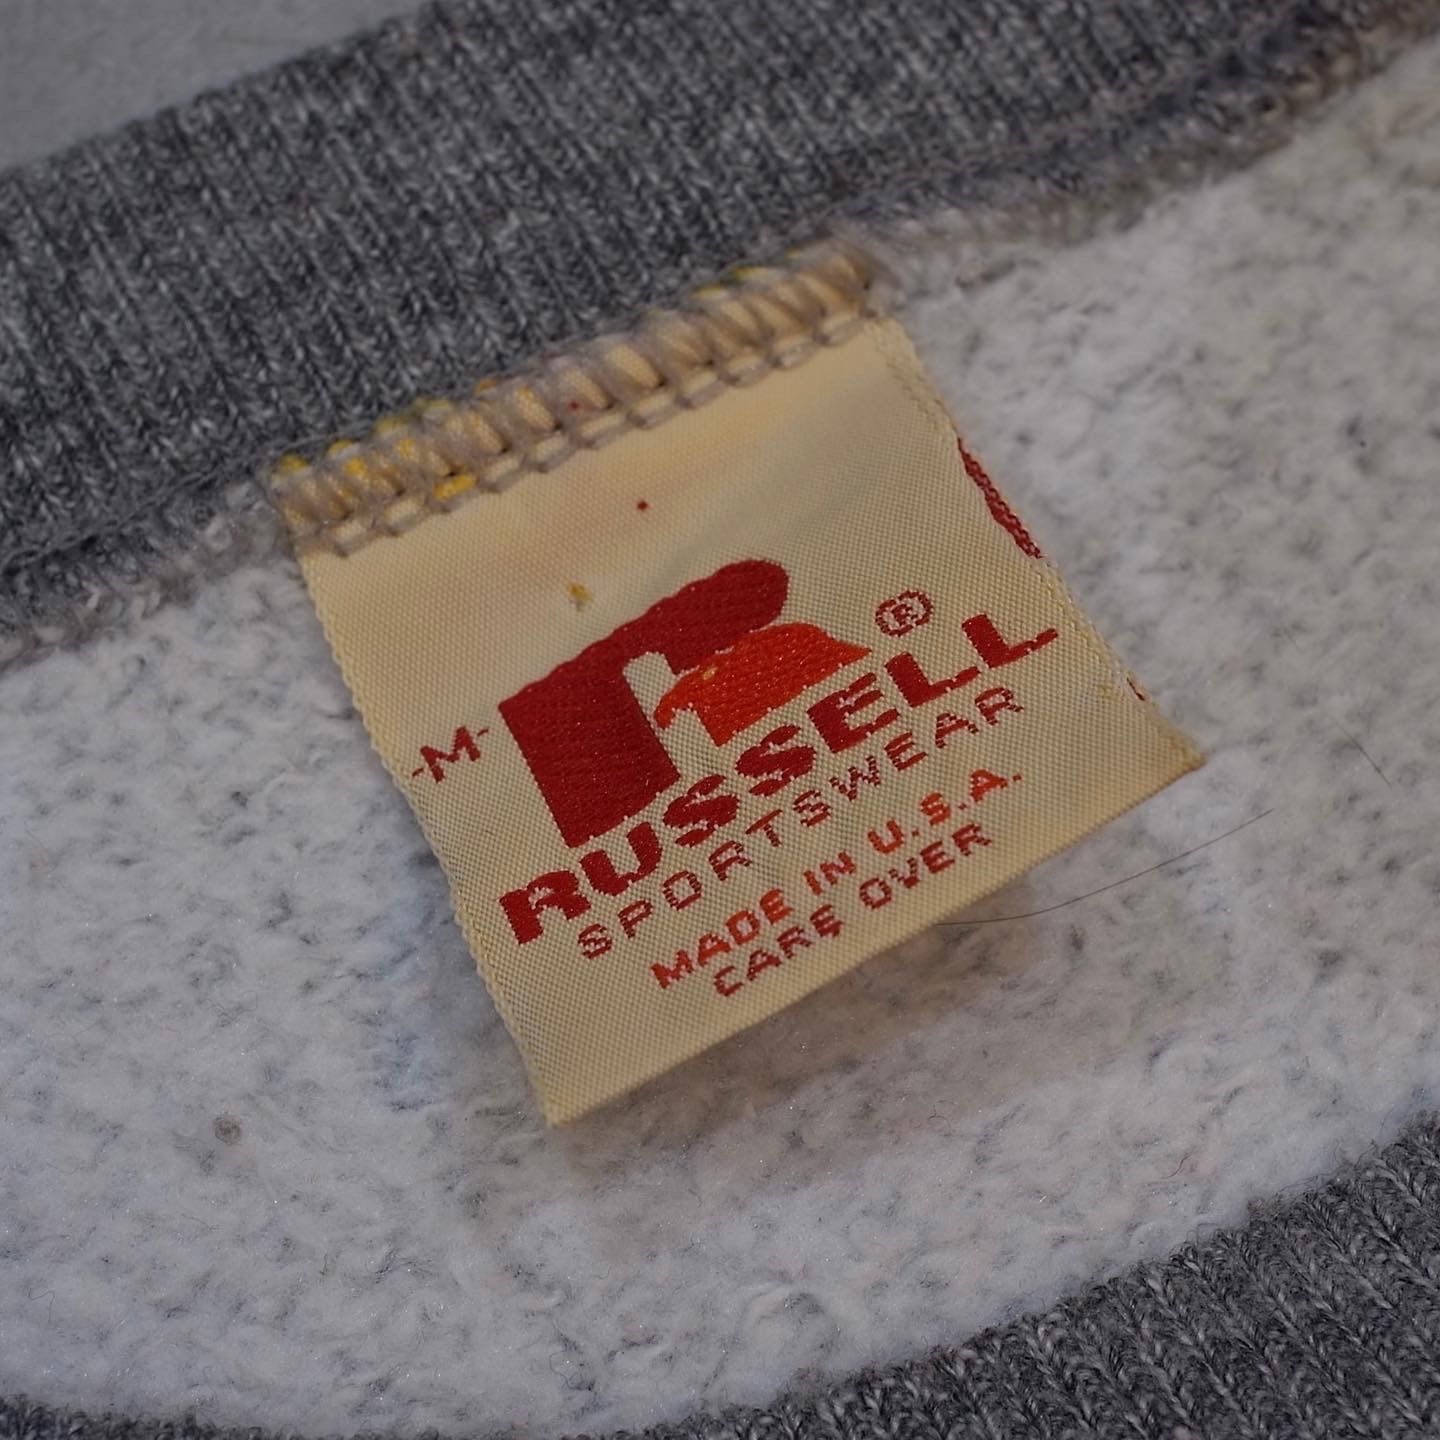 -M-
R ®
RUSSELL
SPORTSWEAR
MADE IN U.S.A.
CARE OVER